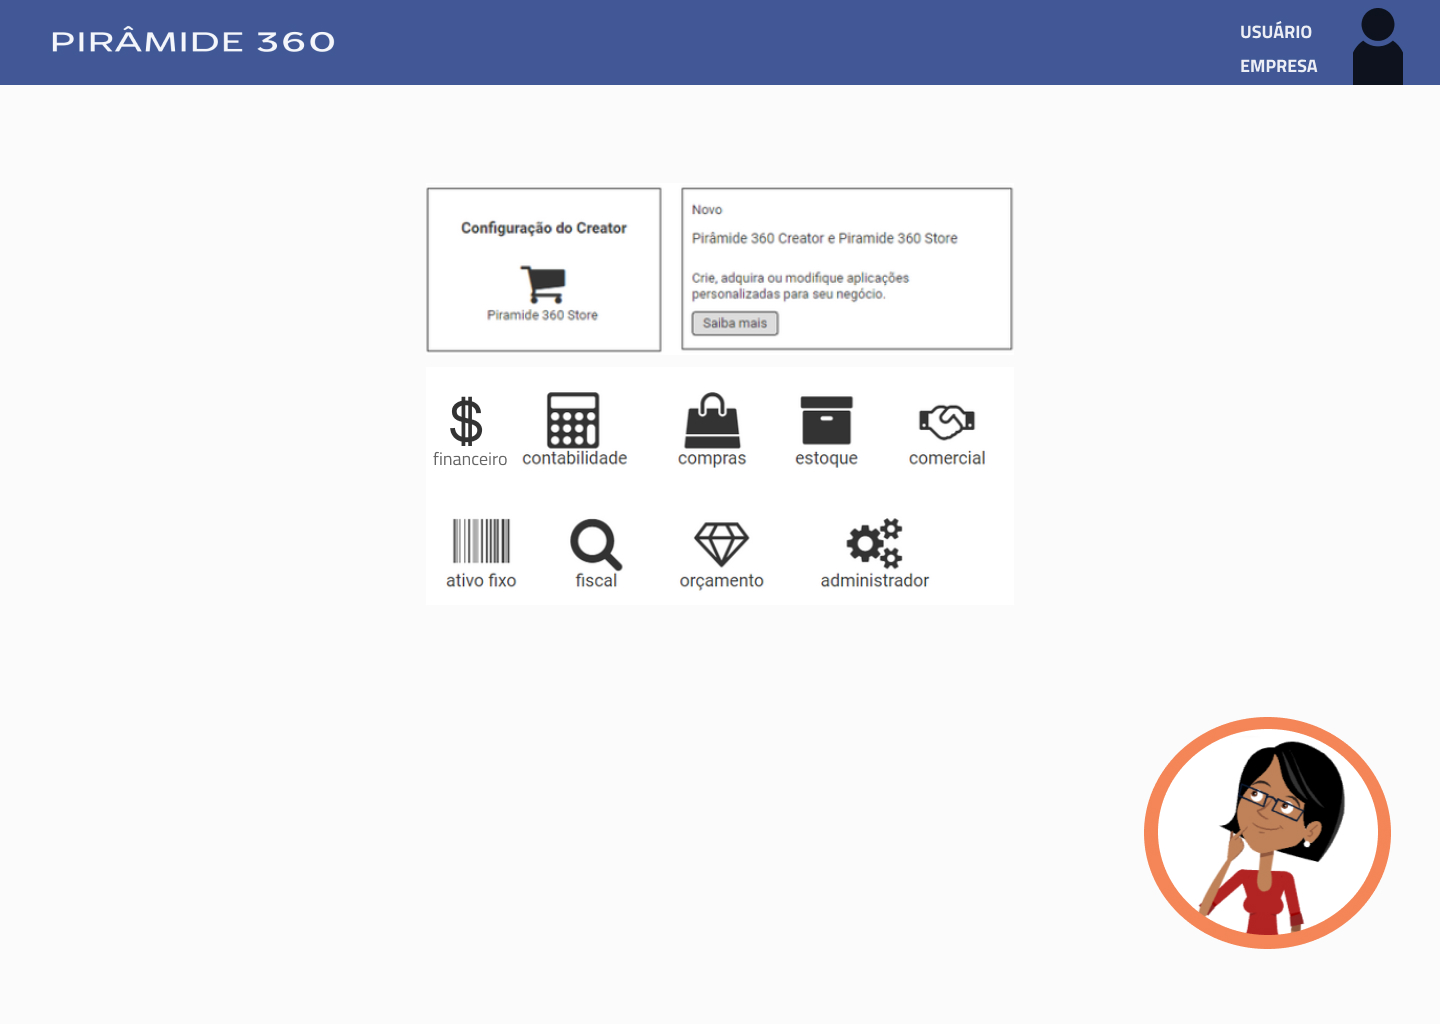 PIRÂMIDE 360
USUÁRIO
EMPRESA
Configuração do Creator
Piramide 360 Store
Novo
Pirâmide 360 Creator e Piramide 360 Store
Crie, adquira ou modifique aplicações
personalizadas para seu negócio.
Saiba mais
$
financeiro
contabilidade
compras
estoque
comercial
ativo fixo
fiscal
orçamento
administrador